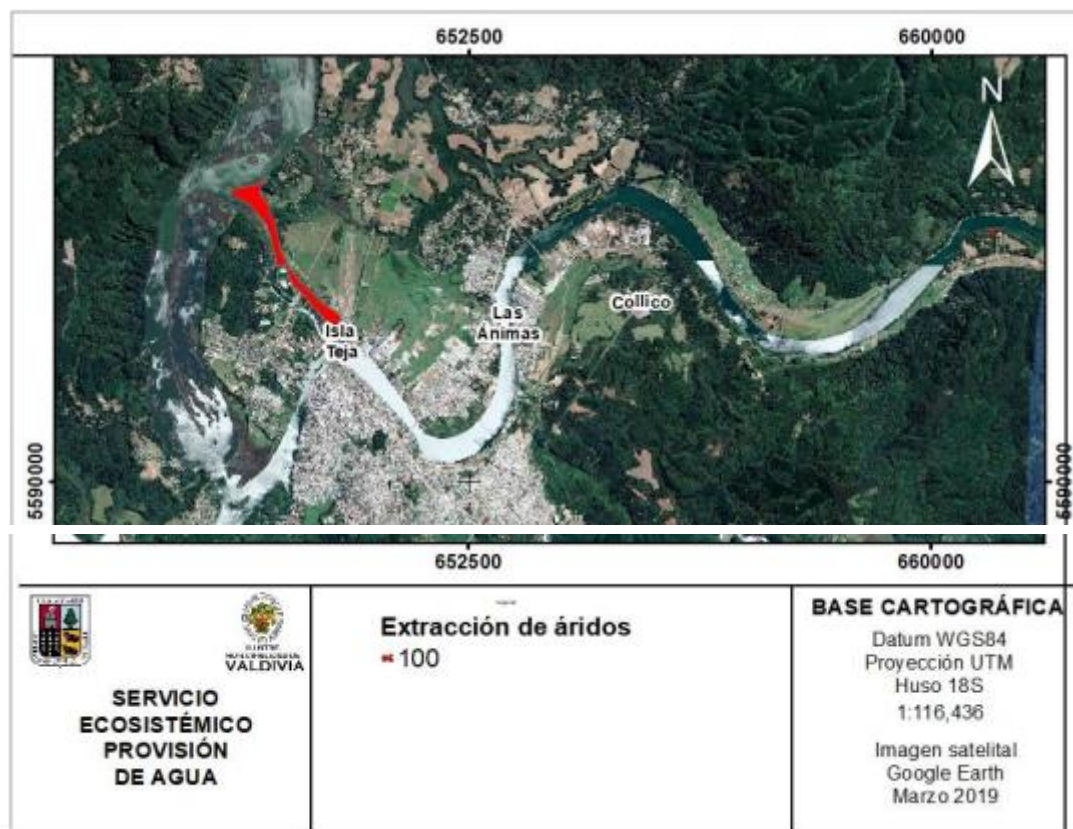 652500
660000
N
Isla
Teja
Las
Ánimas
Collico
5590000
5590000
652500
660000
VALDIVIA
SERVICIO
ECOSISTÉMICO
PROVISIÓN
DE AGUA
Extracción de áridos
100
BASE CARTOGRÁFICA
Datum WGS84
Proyección UTM
Huso 18S
1:116,436
Imagen satelital
Google Earth
Marzo 2019